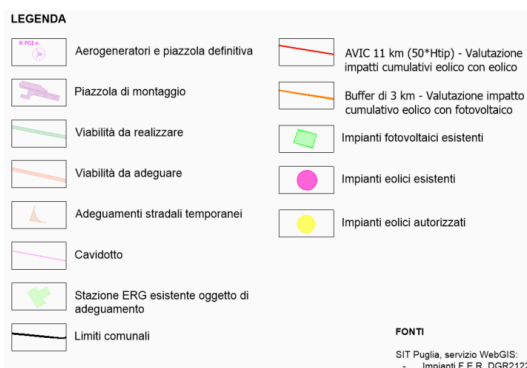 LEGENDA
R-PG1 n.
Aerogeneratori e piazzola definitiva
Piazzola di montaggio
Viabilità da realizzare
Viabilità da adeguare
Adeguamenti stradali temporanei
Cavidotto
Stazione ERG esistente oggetto di
adeguamento
Limiti comunali
AVIC 11 km (50*Htip) - Valutazione
impatti cumulativi eolico con eolico
Buffer di 3 km - Valutazione impatto
cumulativo eolico con fotovoltaico
Impianti fotovoltaici esistenti
Impianti eolici esistenti
Impianti eolici autorizzati
FONTI
SIT Puglia, servizio WebGIS:
- Impianti F.E.R. DGR2122